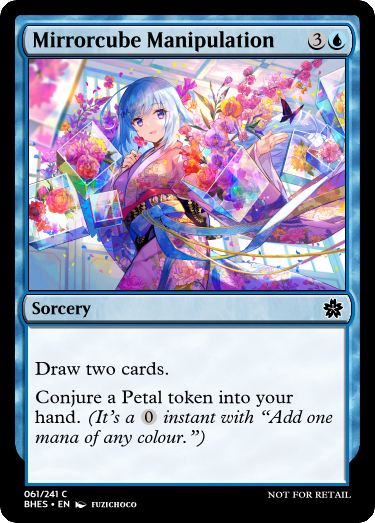 Mirrorcube Manipulation 3
Sorcery
Draw two cards.
Conjure a Petal token into your
hand. (It's a 0 instant with “Add one
mana of any colour.”)
061/241 C
BHES • EN FUZICHOCO
NOT FOR RETAIL